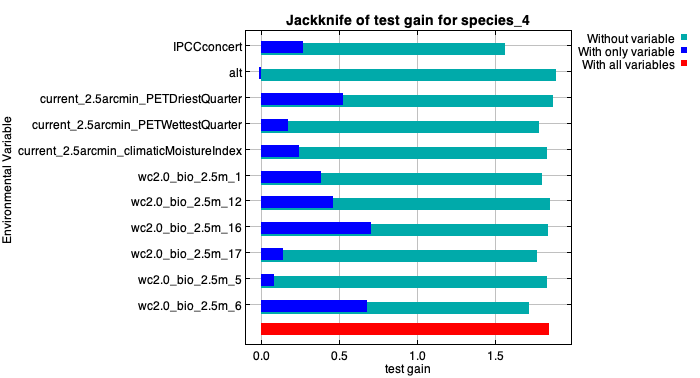 Jackknife of test gain for species_4
Without variable
With only variable
With all variables
Environmental Variable
IPCCconcert
alt
current_2.5arcmin_PETDriestQuarter
current_2.5arcmin_PETWettestQuarter
current_2.5arcmin_climaticMoistureIndex
wc2.0_bio_2.5m_1
wc2.0_bio_2.5m_12
wc2.0_bio_2.5m_16
wc2.0_bio_2.5m_17
wc2.0_bio_2.5m_5
wc2.0_bio_2.5m_6
0.0 0.5 1.0 1.5
test gain